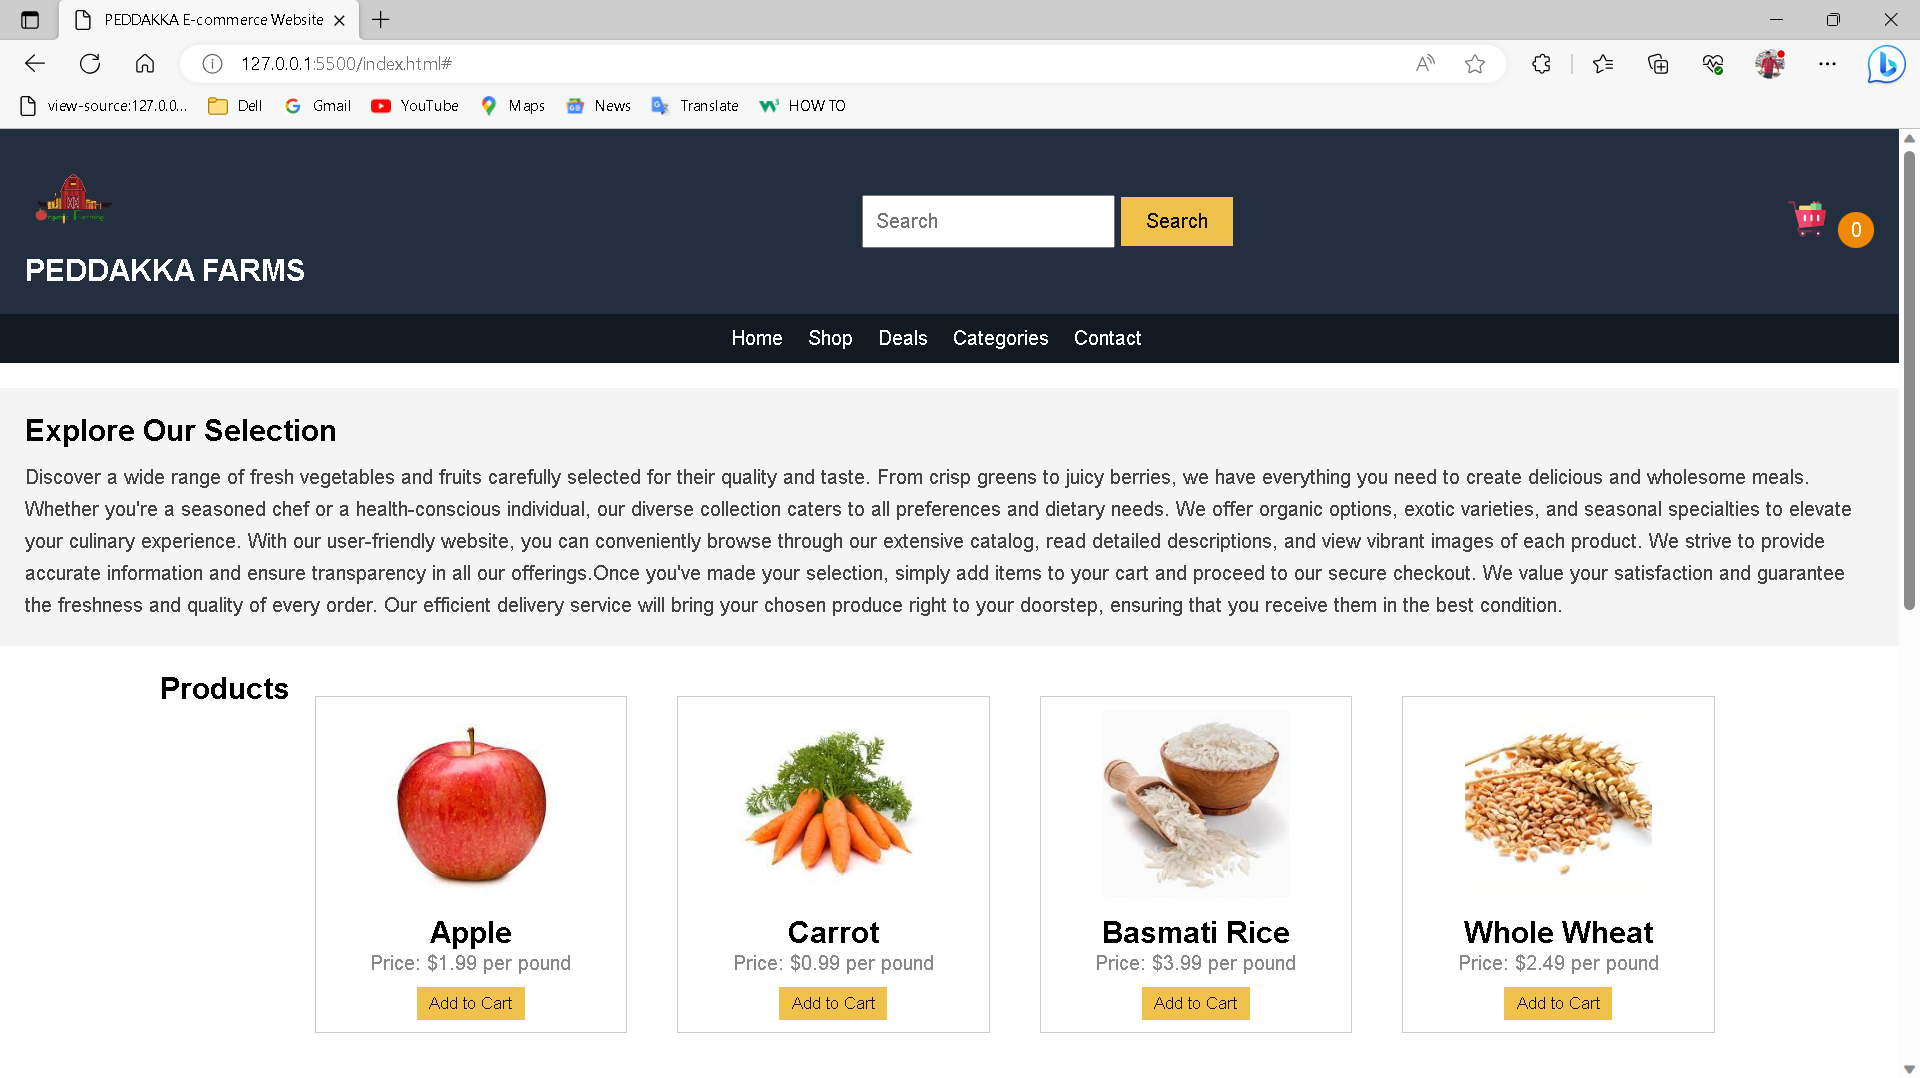 PEDDAKKA E-commerce Website
127.0.0.1:5500/index.html#
view-source:127.0.0... Dell Gmail YouTube Maps News Translate HOW TO
Organic Farming
PEDDAKKA FARMS
Search Search
0
Home Shop Deals Categories Contact
Explore Our Selection
Discover a wide range of fresh vegetables and fruits carefully selected for their quality and taste. From crisp greens to juicy berries, we have everything you need to create delicious and wholesome meals.
Whether you're a seasoned chef or a health-conscious individual, our diverse collection caters to all preferences and dietary needs. We offer organic options, exotic varieties, and seasonal specialties to elevate
your culinary experience. With our user-friendly website, you can conveniently browse through our extensive catalog, read detailed descriptions, and view vibrant images of each product. We strive to provide
accurate information and ensure transparency in all our offerings.Once you've made your selection, simply add items to your cart and proceed to our secure checkout. We value your satisfaction and guarantee
the freshness and quality of every order. Our efficient delivery service will bring your chosen produce right to your doorstep, ensuring that you receive them in the best condition.
Products
Apple Carrot Basmati Rice Whole Wheat
Price: $1.99 per pound Price: $0.99 per pound Price: $3.99 per pound Price: $2.49 per pound
Add to Cart Add to Cart Add to Cart Add to Cart